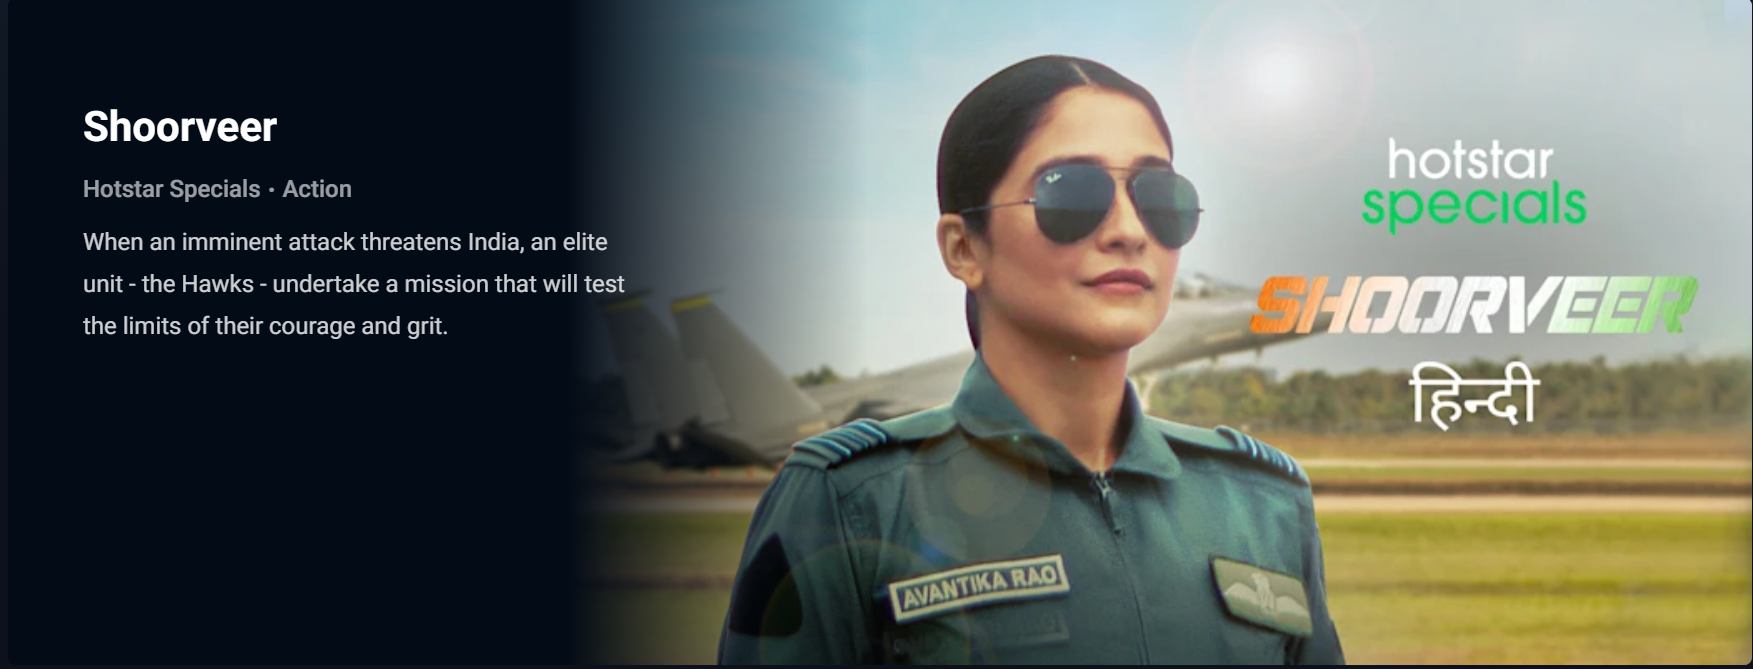 Shoorveer
Hotstar Specials • Action
When an imminent attack threatens India, an elite
unit - the Hawks - undertake a mission that will test
the limits of their courage and grit.
hotstar
specials
SHOORVEER
हिन्दी
AVANTIKA RAO